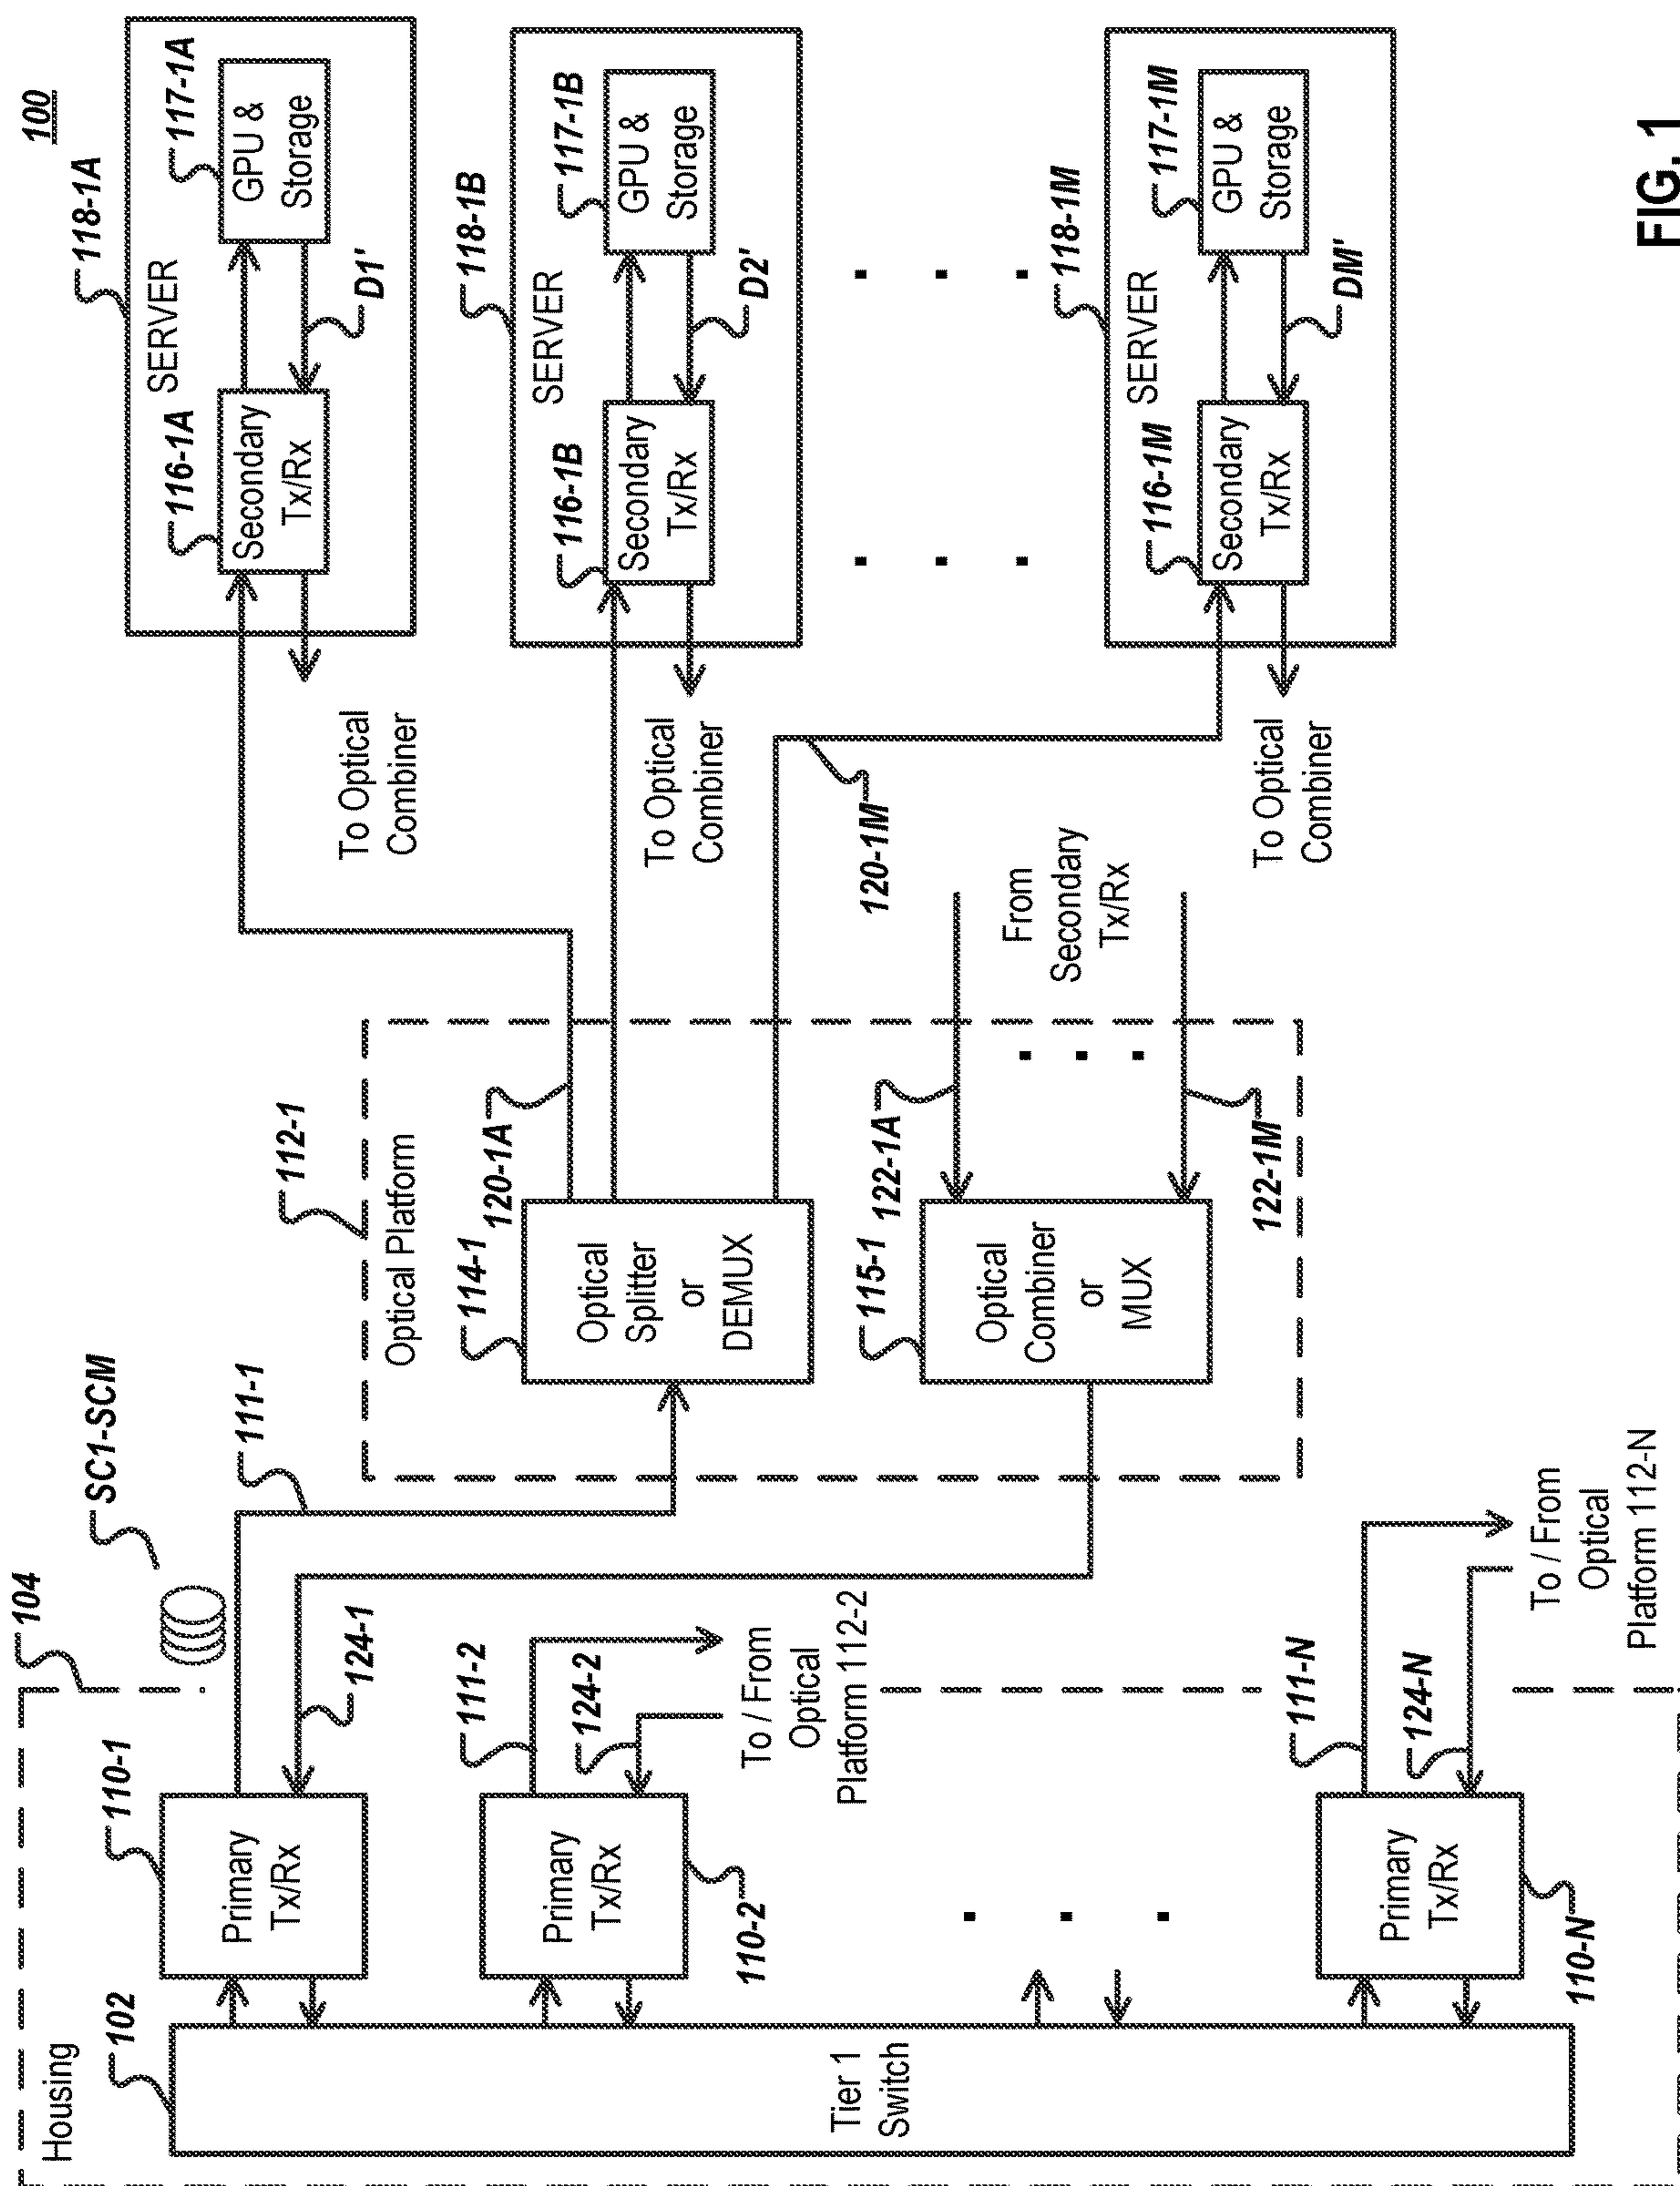 100
Housing
104
102
Tier 1
Switch
110-1
Primary
Tx/Rx
SC1-SCM
111-1
124-1
110-2
Primary
Tx/Rx
111-2
124-2
To / From
Optical
Platform 112-2
110-N
Primary
Tx/Rx
111-N
124-N
To / From
Optical
Platform 112-N
112-1
Optical Platform
114-1
Optical
Splitter
or
DEMUX
120-1A
115-1
Optical
Combiner
or
MUX
122-1A
122-1M
From
Secondary
Tx/Rx
120-1M
118-1A
SERVER
116-1A
Secondary
Tx/Rx
117-1A
GPU &
Storage
D1'
To Optical
Combiner
118-1B
SERVER
116-1B
Secondary
Tx/Rx
117-1B
GPU &
Storage
D2'
To Optical
Combiner
118-1M
SERVER
116-1M
Secondary
Tx/Rx
117-1M
GPU &
Storage
DM'
To Optical
Combiner
FIG. 1